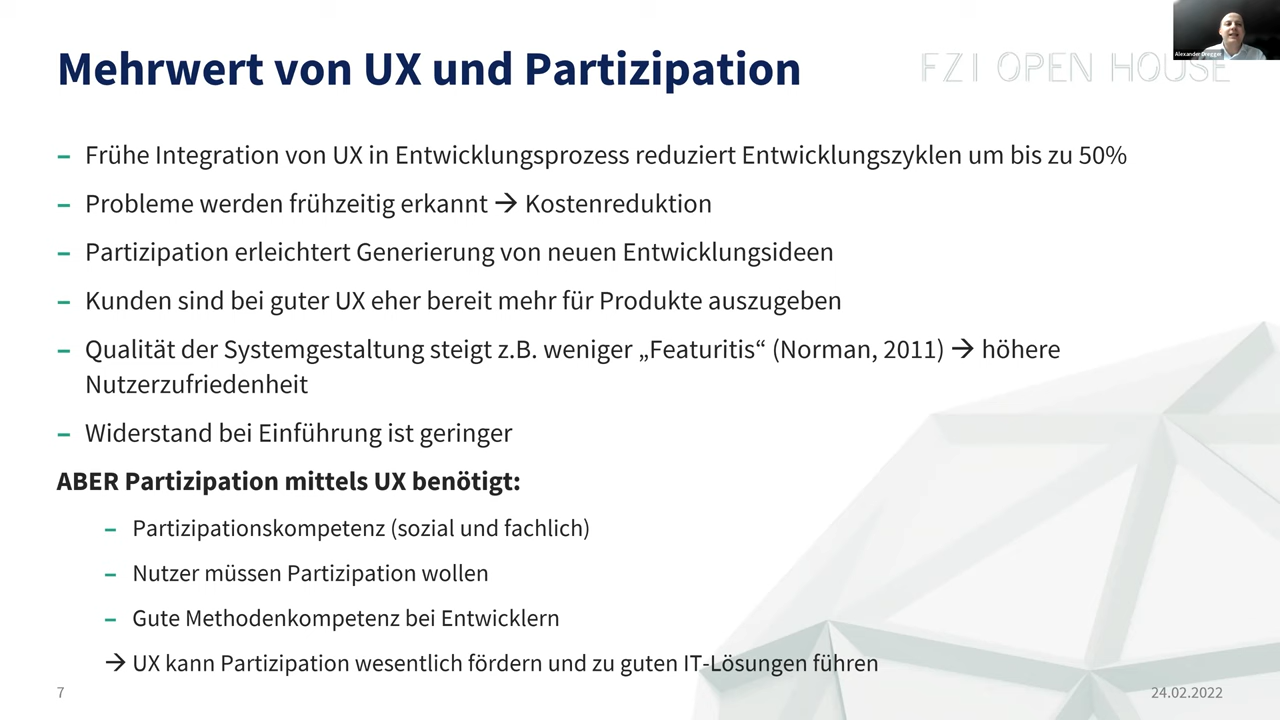 Mehrwert von UX und Partizipation
FZI OPEN HOUSE
– Frühe Integration von UX in Entwicklungsprozess reduziert Entwicklungszyklen um bis zu 50%
– Probleme werden frühzeitig erkannt → Kostenreduktion
– Partizipation erleichtert Generierung von neuen Entwicklungsideen
– Kunden sind bei guter UX eher bereit mehr für Produkte auszugeben
– Qualität der Systemgestaltung steigt z.B. weniger „Featuritis“ (Norman, 2011) → höhere
Nutzerzufriedenheit
– Widerstand bei Einführung ist geringer
ABER Partizipation mittels UX benötigt:
– Partizipationskompetenz (sozial und fachlich)
– Nutzer müssen Partizipation wollen
– Gute Methodenkompetenz bei Entwicklern
→ UX kann Partizipation wesentlich fördern und zu guten IT-Lösungen führen
7
24.02.2022